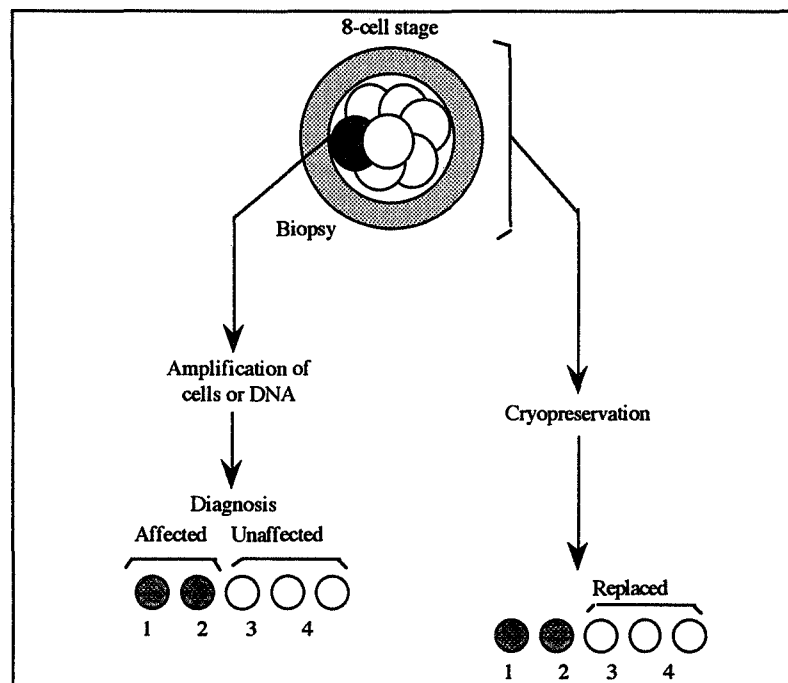 8-cell stage
Biopsy
Amplification of
cells or DNA
Cryopreservation
Diagnosis
Affected Unaffected
1 2 3 4
Replaced
1 2 3 4